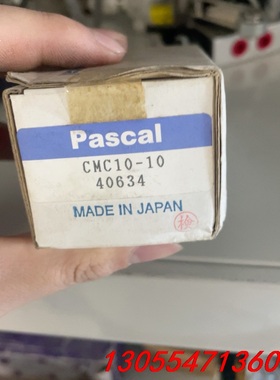 Pascal
CMC10-10
40634
MADE IN JAPAN
検
13055471360